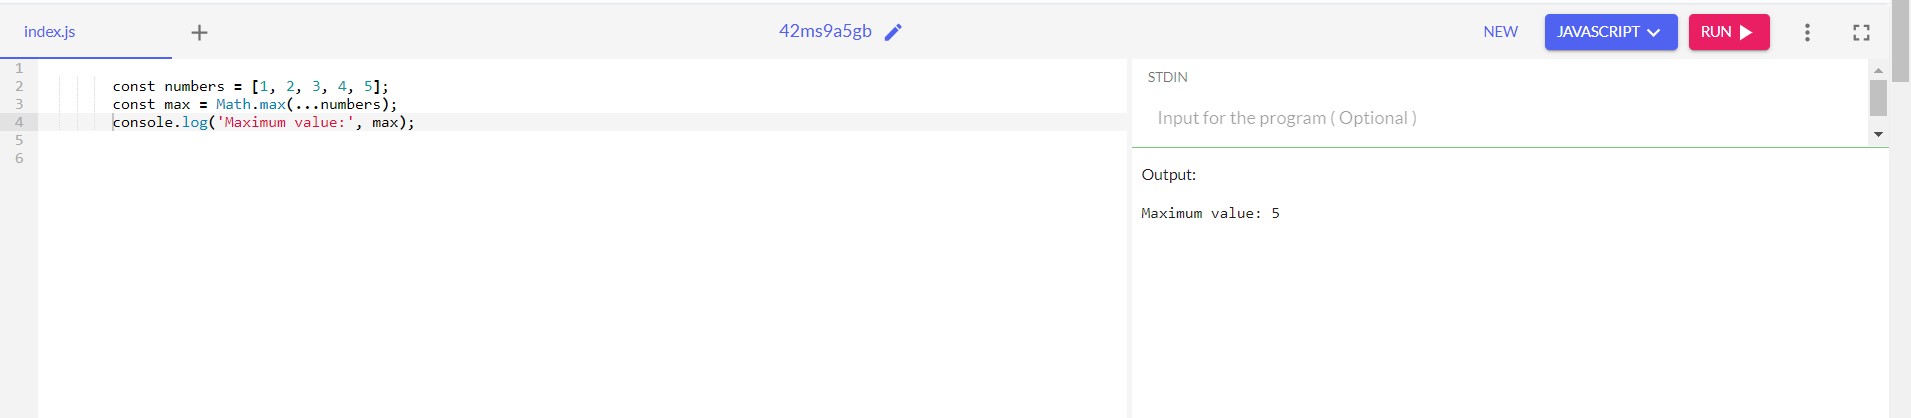 index.js + 42ms9a5gb NEW JAVASCRIPT RUN
1
2 const numbers = [1, 2, 3, 4, 5];
3 const max = Math.max(...numbers);
4 console.log('Maximum value:', max);
5
6
STDIN
Input for the program ( Optional )
Output:
Maximum value: 5